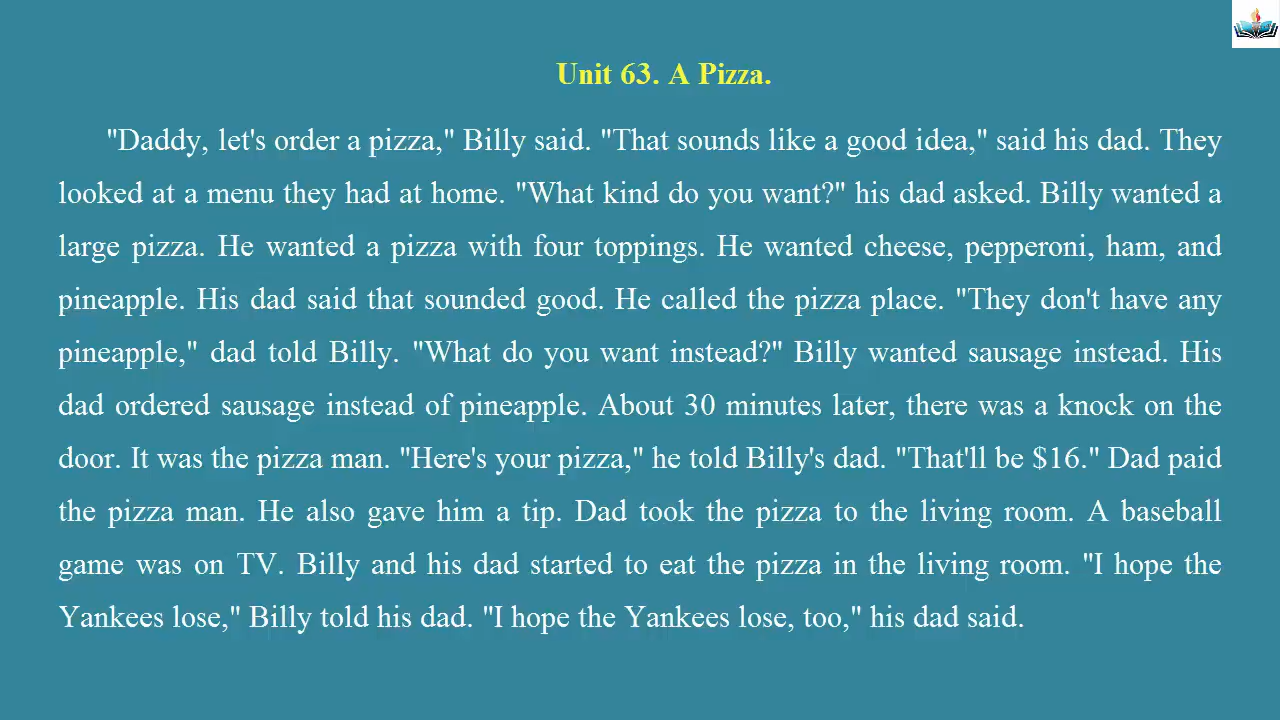 Unit 63. A Pizza.
"Daddy, let's order a pizza," Billy said. "That sounds like a good idea," said his dad. They
looked at a menu they had at home. "What kind do you want?" his dad asked. Billy wanted a
large pizza. He wanted a pizza with four toppings. He wanted cheese, pepperoni, ham, and
pineapple. His dad said that sounded good. He called the pizza place. "They don't have any
pineapple," dad told Billy. "What do you want instead?" Billy wanted sausage instead. His
dad ordered sausage instead of pineapple. About 30 minutes later, there was a knock on the
door. It was the pizza man. "Here's your pizza," he told Billy's dad. "That'll be $16." Dad paid
the pizza man. He also gave him a tip. Dad took the pizza to the living room. A baseball
game was on TV. Billy and his dad started to eat the pizza in the living room. "I hope the
Yankees lose," Billy told his dad. "I hope the Yankees lose, too," his dad said.